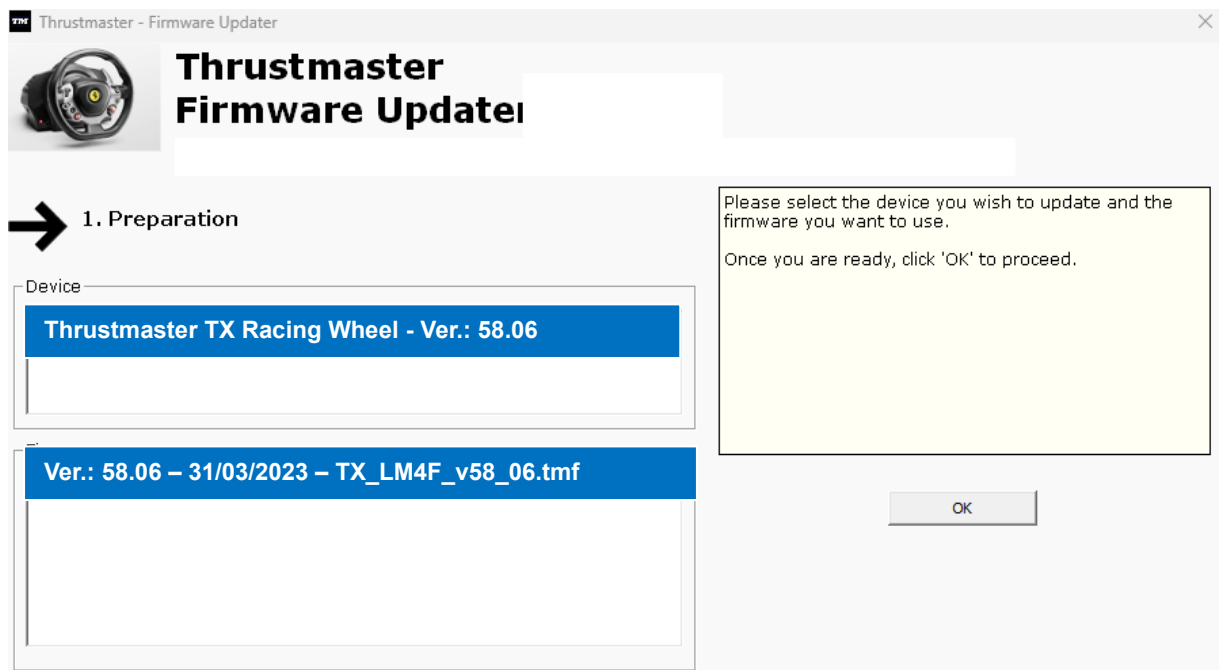 TM Thrustmaster - Firmware Updater
Thrustmaster
Firmware Updater
1. Preparation
Please select the device you wish to update and the
firmware you want to use.
Once you are ready, click 'OK' to proceed.
Device
Thrustmaster TX Racing Wheel - Ver.: 58.06
Ver.: 58.06 – 31/03/2023 – TX_LM4F_v58_06.tmf
OK